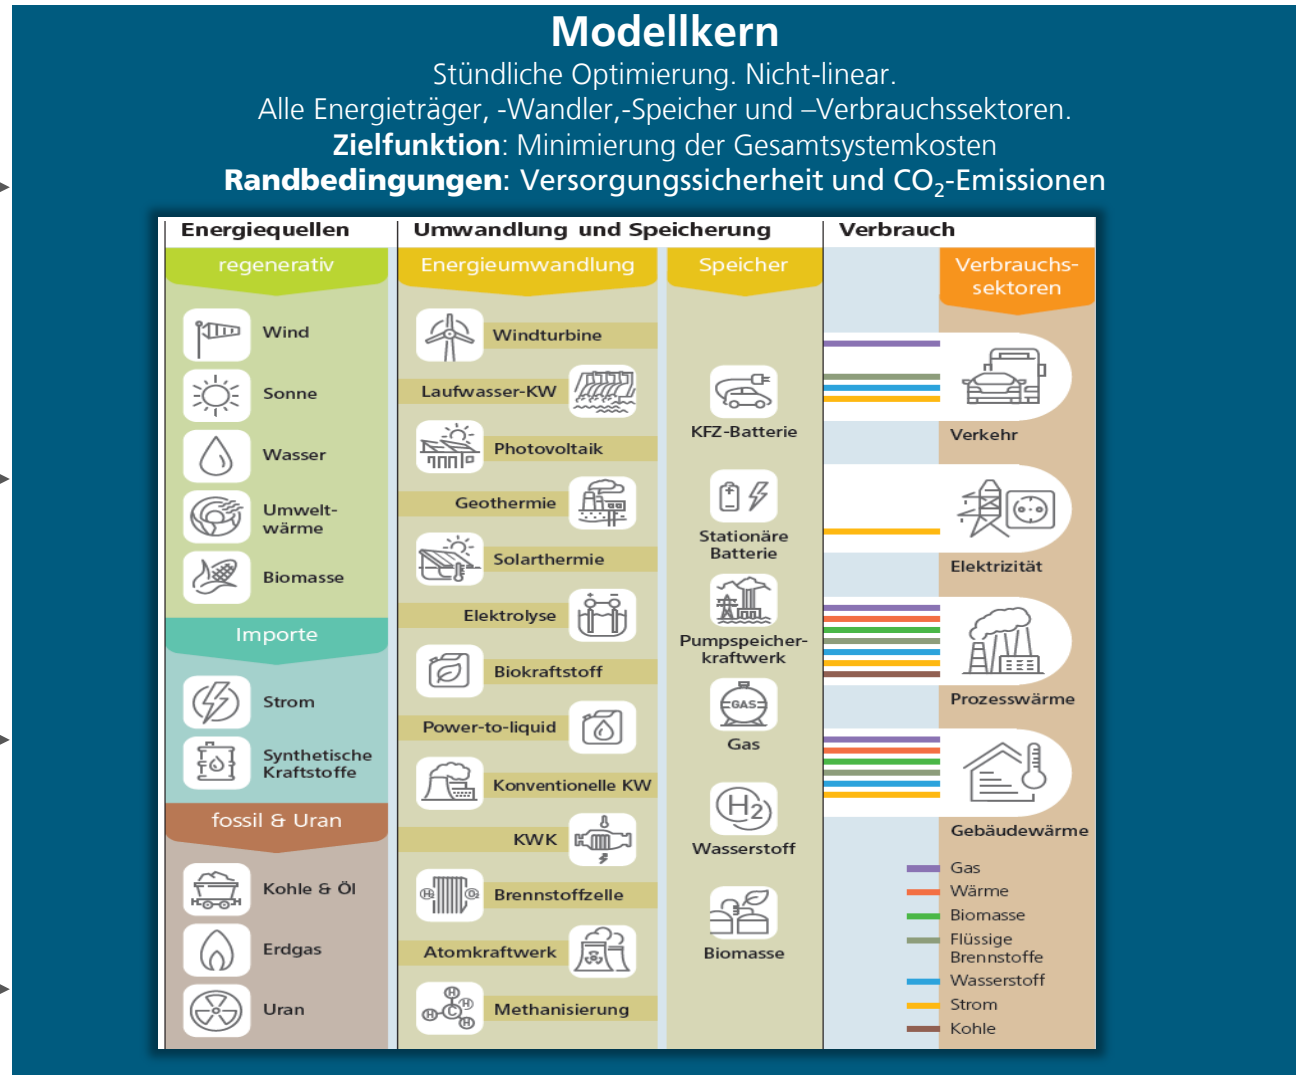 Modellkern
Stündliche Optimierung. Nicht-linear.
Alle Energieträger, -Wandler,-Speicher und –Verbrauchssektoren.
Zielfunktion: Minimierung der Gesamtsystemkosten
Randbedingungen: Versorgungssicherheit und CO₂-Emissionen
Energiequellen
regenerativ
Wind
Sonne
Wasser
Umwelt-
wärme
Biomasse
Importe
Strom
Synthetische
Kraftstoffe
fossil & Uran
Kohle & Öl
Erdgas
Uran
Umwandlung und Speicherung
Energieumwandlung
Windturbine
Laufwasser-KW
Photovoltaik
Geothermie
Solarthermie
Elektrolyse
Biokraftstoff
Power-to-liquid
Konventionelle KW
KWK
H₂
O₂
Brennstoffzelle
Atomkraftwerk
H
H
C
H
H
Methanisierung
Speicher
KFZ-Batterie
Stationäre
Batterie
Pumpspeicher-
kraftwerk
GAS
Gas
H₂
Wasserstoff
Biomasse
Verbrauch
Verbrauchs-
sektoren
Verkehr
Elektrizität
Prozesswärme
Gebäudewärme
Gas
Wärme
Biomasse
Flüssige
Brennstoffe
Wasserstoff
Strom
Kohle